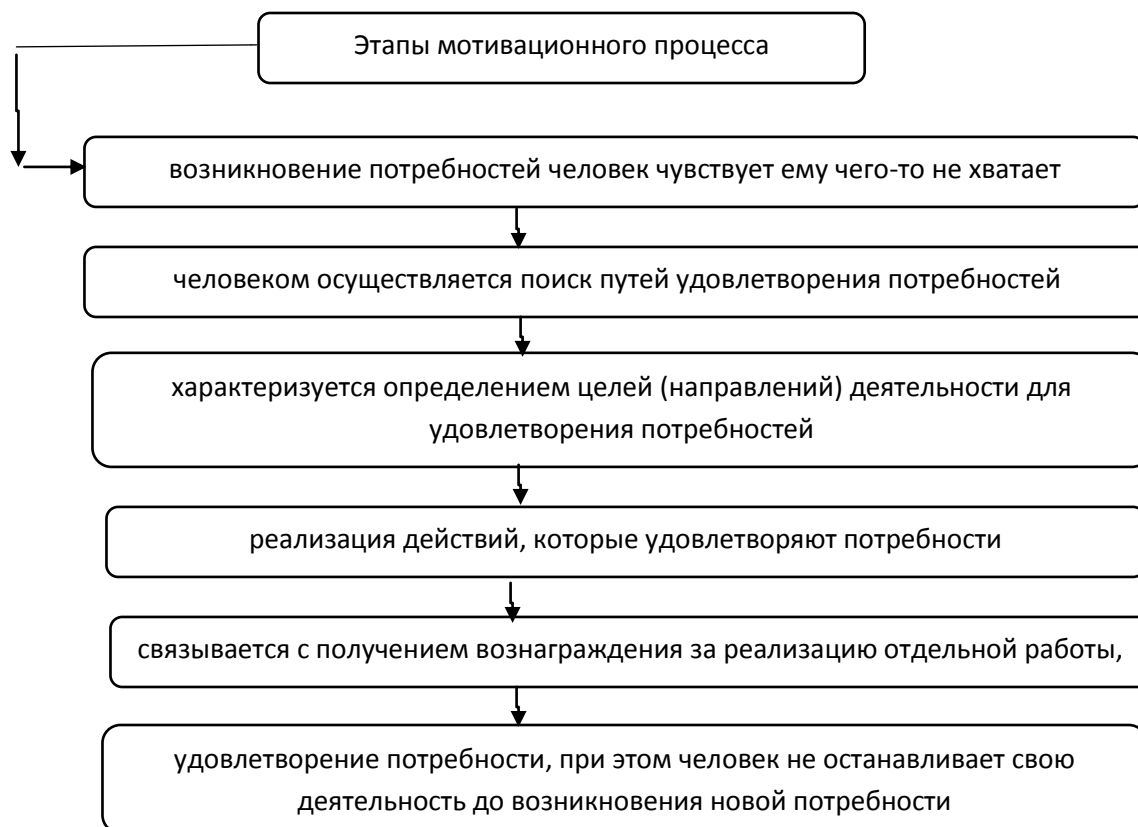 Этапы мотивационного процесса
возникновение потребностей человек чувствует ему чего-то не хватает
человеком осуществляется поиск путей удовлетворения потребностей
характеризуется определением целей (направлений) деятельности для
удовлетворения потребностей
реализация действий, которые удовлетворяют потребности
связывается с получением вознаграждения за реализацию отдельной работы,
удовлетворение потребности, при этом человек не останавливает свою
деятельность до возникновения новой потребности